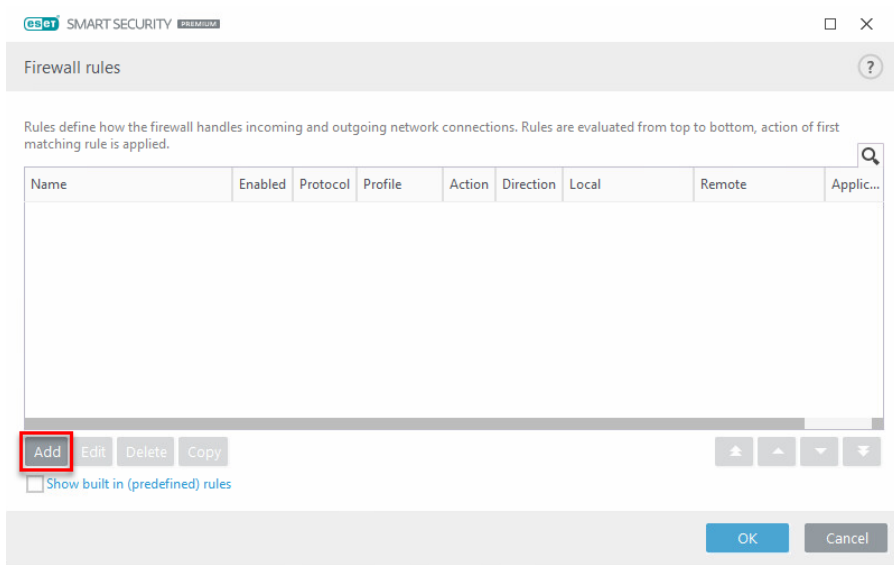 eset SMART SECURITY PREMIUM
Firewall rules
?
Rules define how the firewall handles incoming and outgoing network connections. Rules are evaluated from top to bottom, action of first
matching rule is applied.
Name Enabled Protocol Profile Action Direction Local Remote Applic...
Add Edit Delete Copy
Show built in (predefined) rules
OK Cancel